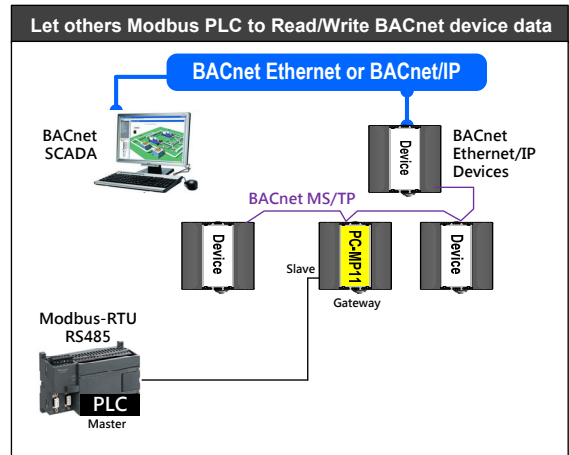 Let others Modbus PLC to Read/Write BACnet device data
BACnet Ethernet or BACnet/IP
BACnet
SCADA
Device
BACnet
Ethernet/IP
Devices
BACnet MS/TP
Device
Slave
PC-MP11
Device
Gateway
Modbus-RTU
RS485
PLC
Master